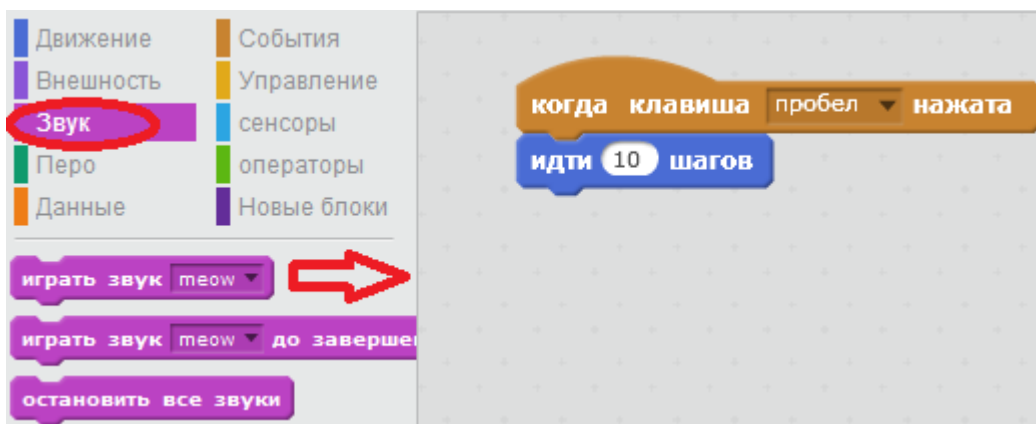 Движение
События
Внешность
Управление
Звук
сенсоры
Перо
операторы
Данные
Новые блоки
играть звук meow
играть звук meow до заверше
остановить все звуки
когда клавиша пробел нажата
идти 10 шагов